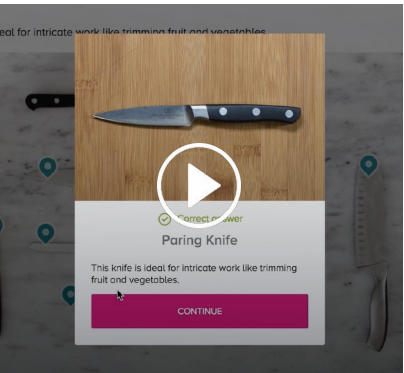 eal for intricate work like trimming fruit and vegetables
Correct answer
Paring Knife
This knife is ideal for intricate work like trimming
fruit and vegetables.
CONTINUE